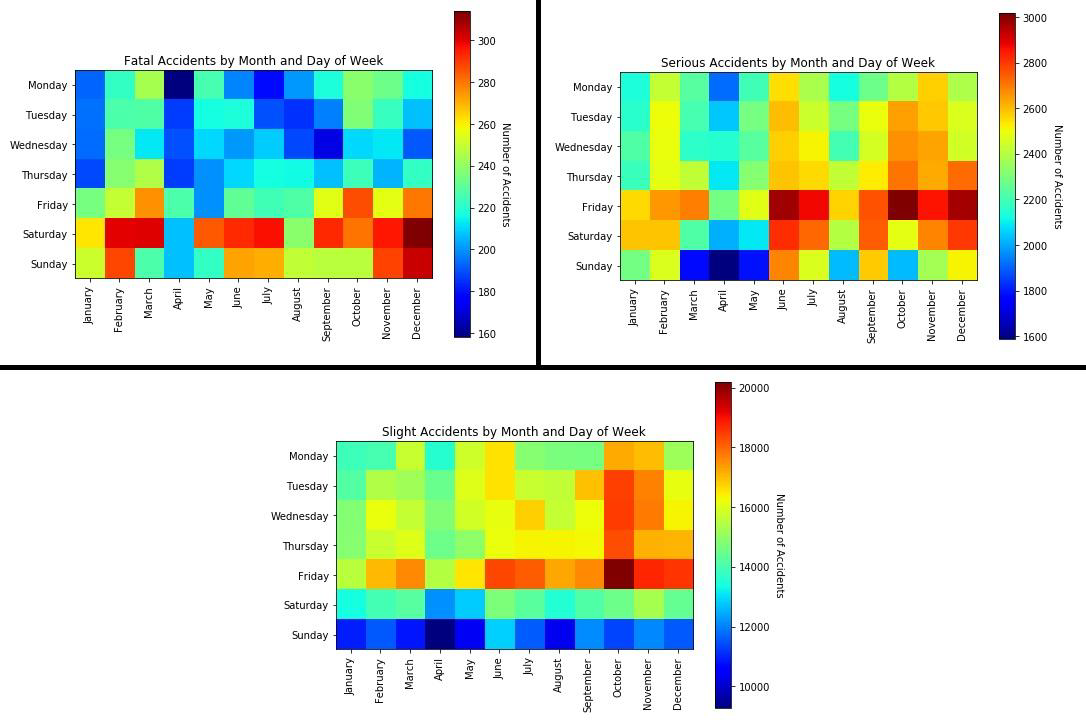 Fatal Accidents by Month and Day of Week
Monday
Tuesday
Wednesday
Thursday
Friday
Saturday
Sunday
January
February
March
April
May
June
July
August
September
October
November
December
300
280
260
240
220
200
180
160
Number of Accidents
Serious Accidents by Month and Day of Week
Monday
Tuesday
Wednesday
Thursday
Friday
Saturday
Sunday
January
February
March
April
May
June
July
August
September
October
November
December
3000
2800
2600
2400
2200
2000
1800
1600
Number of Accidents
Slight Accidents by Month and Day of Week
Monday
Tuesday
Wednesday
Thursday
Friday
Saturday
Sunday
January
February
March
April
May
June
July
August
September
October
November
December
20000
18000
16000
14000
12000
10000
Number of Accidents